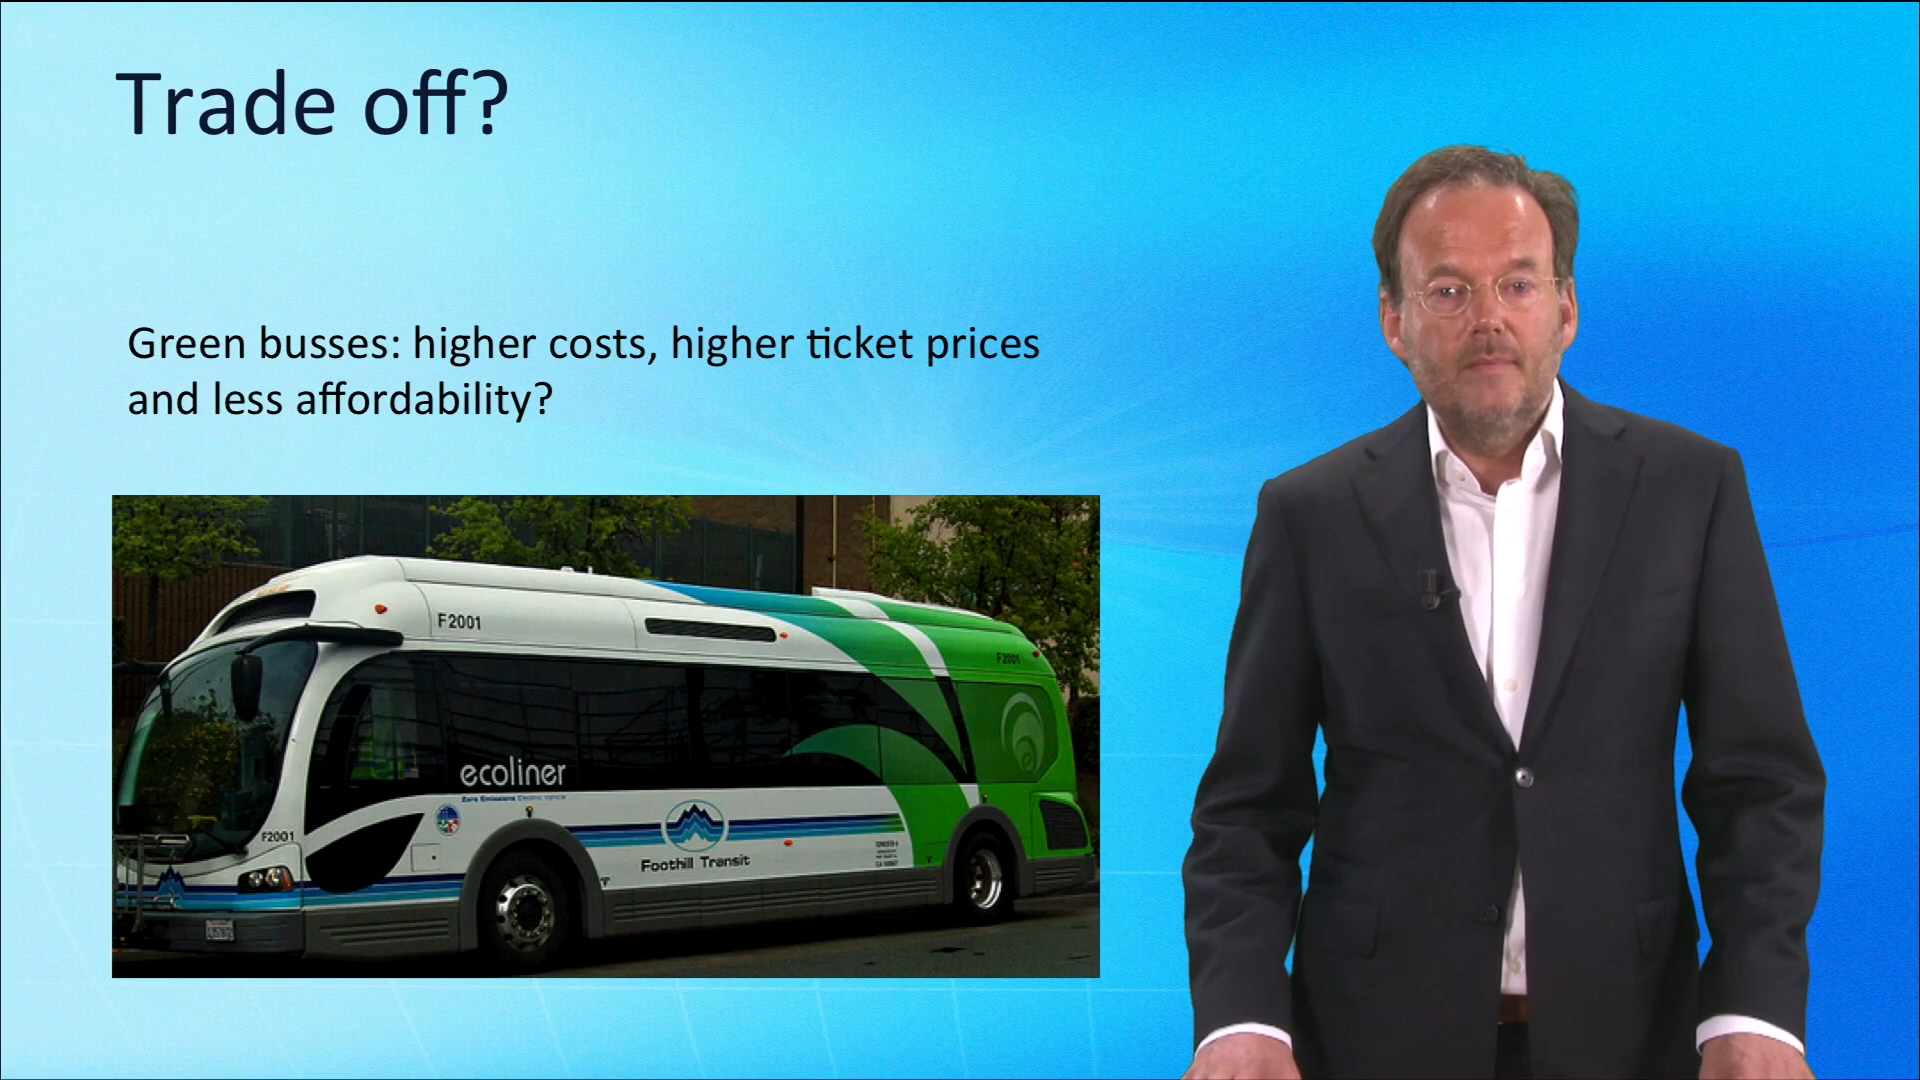 Trade off?
Green busses: higher costs, higher ticket prices
and less affordability?
F2001
F2001
ecoliner
Zero Emissions Electric Vehicle
F2001
Foothill Transit